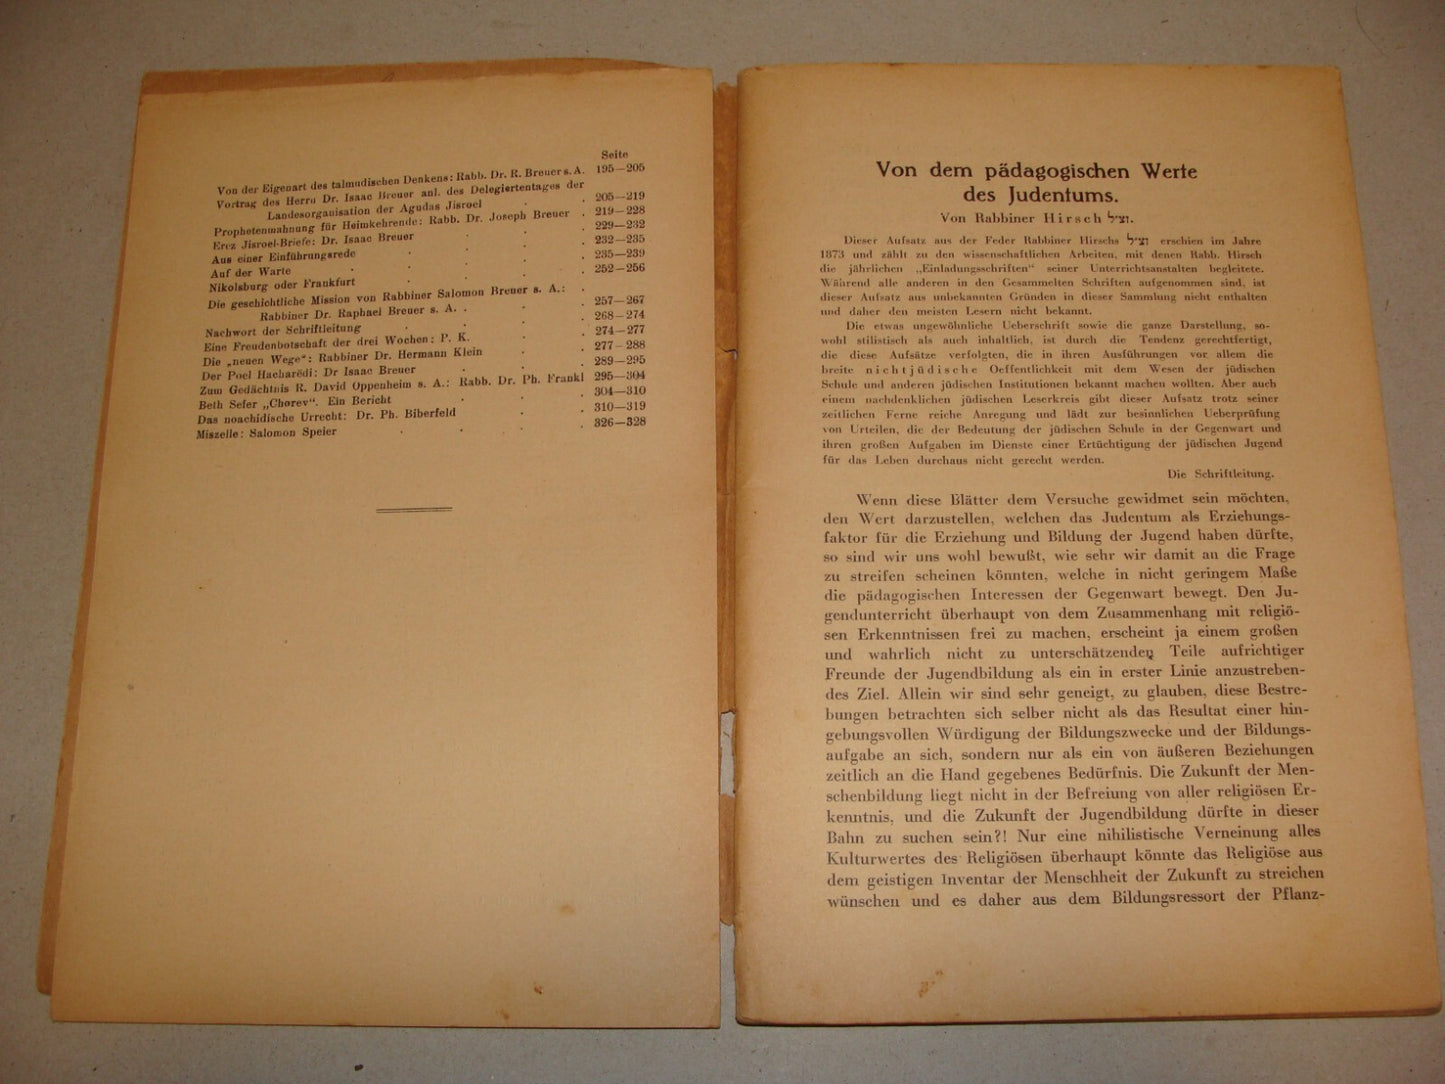 Seite
Von der Eigenart des talmudischen Denkens: Rabb. Dr. R. Breuer s. A. 195—205
Vortrag des Herrn Dr. Isaac Breuer anl. des Delegiertentages der
Landesorganisation der Agudas Jisroel . 205—219
Prophetenmahnung für Heimkehrende: Rabb. Dr. Joseph Breuer . 219—228
Erez Jisroel-Briefe: Dr. Isaac Breuer . . . 229—232
Aus einer Einführungsrede . . . 232—235
Auf der Warte . . . . 235—239
Nikolsburg oder Frankfurt . . . 252—256
Die geschichtliche Mission von Rabbiner Salomon Breuer s. A.:
Rabbiner Dr. Raphael Breuer s. A. . . . 257—267
Nachwort der Schriftleitung . . . 268—274
Eine Freudenbotschaft der drei Wochen: P. K. . . 274—277
Die „neuen Wege“: Rabbiner Dr. Hermann Klein . . 277—288
Der Poel Hacharëdi: Dr Isaac Breuer . . . 289—295
Zum Gedächtnis R. David Oppenheim s. A.: Rabb. Dr. Ph. Frankl 295—304
Beth Sefer „Chorev“. Ein Bericht . . . 304—310
Das noachidische Urrecht: Dr. Ph. Biberfeld . . 310—319
Miszelle: Salomon Speier . . . . 326—328
Von dem pädagogischen Werte
des Judentums.
Von Rabbiner Hirsch זצ״ל.
Dieser Aufsatz aus der Feder Rabbiner Hirschs זצ״ל erschien im Jahre
1873 und zählt zu den wissenschaftlichen Arbeiten, mit denen Rabb. Hirsch
die jährlichen „Einladungsschriften“ seiner Unterrichtsanstalten begleitete.
Während alle anderen in den Gesammelten Schriften aufgenommen sind, ist
dieser Aufsatz aus unbekannten Gründen in dieser Sammlung nicht enthalten
und daher den meisten Lesern nicht bekannt.
Die etwas ungewöhnliche Ueberschrift sowie die ganze Darstellung, so-
wohl stilistisch als auch inhaltlich, ist durch die Tendenz gerechtfertigt,
die diese Aufsätze verfolgten, die in ihren Ausführungen vor allem die
breite nichtjüdische Oeffentlichkeit mit dem Wesen der jüdischen
Schule und anderen jüdischen Institutionen bekannt machen wollten. Aber auch
einem nachdenklichen jüdischen Leserkreis gibt dieser Aufsatz trotz seiner
zeitlichen Ferne reiche Anregung und lädt zur besinnlichen Ueberprüfung
von Urteilen, die der Bedeutung der jüdischen Schule in der Gegenwart und
ihren großen Aufgaben im Dienste einer Ertüchtigung der jüdischen Jugend
für das Leben durchaus nicht gerecht werden.
Die Schriftleitung.
Wenn diese Blätter dem Versuche gewidmet sein möchten,
den Wert darzustellen, welchen das Judentum als Erziehungs-
faktor für die Erziehung und Bildung der Jugend haben dürfte,
so sind wir uns wohl bewußt, wie sehr wir damit an die Frage
zu streifen scheinen könnten, welche in nicht geringem Maße
die pädagogischen Interessen der Gegenwart bewegt. Den Ju-
gendunterricht überhaupt von dem Zusammenhang mit religiö-
sen Erkenntnissen frei zu machen, erscheint ja einem großen
und wahrlich nicht zu unterschätzenden Teile aufrichtiger
Freunde der Jugendbildung als ein in erster Linie anzustreben-
des Ziel. Allein wir sind sehr geneigt, zu glauben, diese Bestre-
bungen betrachten sich selber nicht als das Resultat einer hin-
gebungsvollen Würdigung der Bildungszwecke und der Bildungs-
aufgabe an sich, sondern nur als ein von äußeren Beziehungen
zeitlich an die Hand gegebenes Bedürfnis. Die Zukunft der Men-
schenbildung liegt nicht in der Befreiung von aller religiösen Er-
kenntnis, und die Zukunft der Jugendbildung dürfte in dieser
Bahn zu suchen sein?! Nur eine nihilistische Verneinung alles
Kulturwertes des Religiösen überhaupt könnte das Religiöse aus
dem geistigen Inventar der Menschheit der Zukunft zu streichen
wünschen und es daher aus dem Bildungsressort der Pflanz-